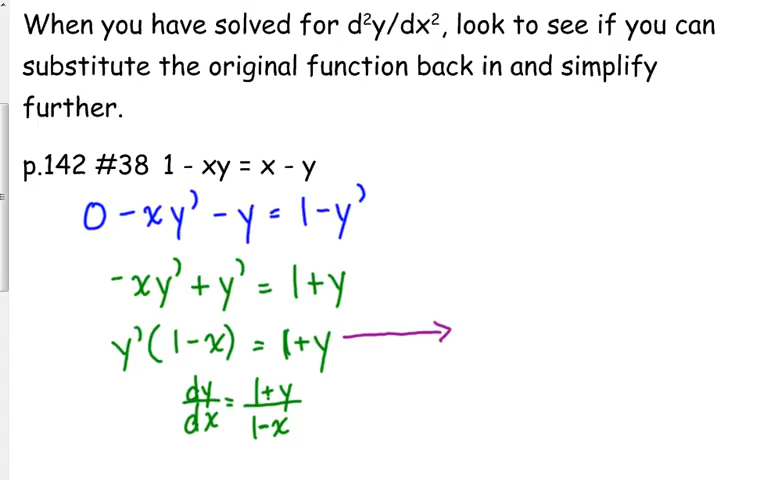 When you have solved for d²y/dx², look to see if you can
substitute the original function back in and simplify
further.
p.142 #38 1 - xy = x - y
0 - xy' - y = 1 - y'
-xy' + y' = 1 + y
y'(1 - x) = 1 + y →
dy/dx = (1+y)/(1-x)